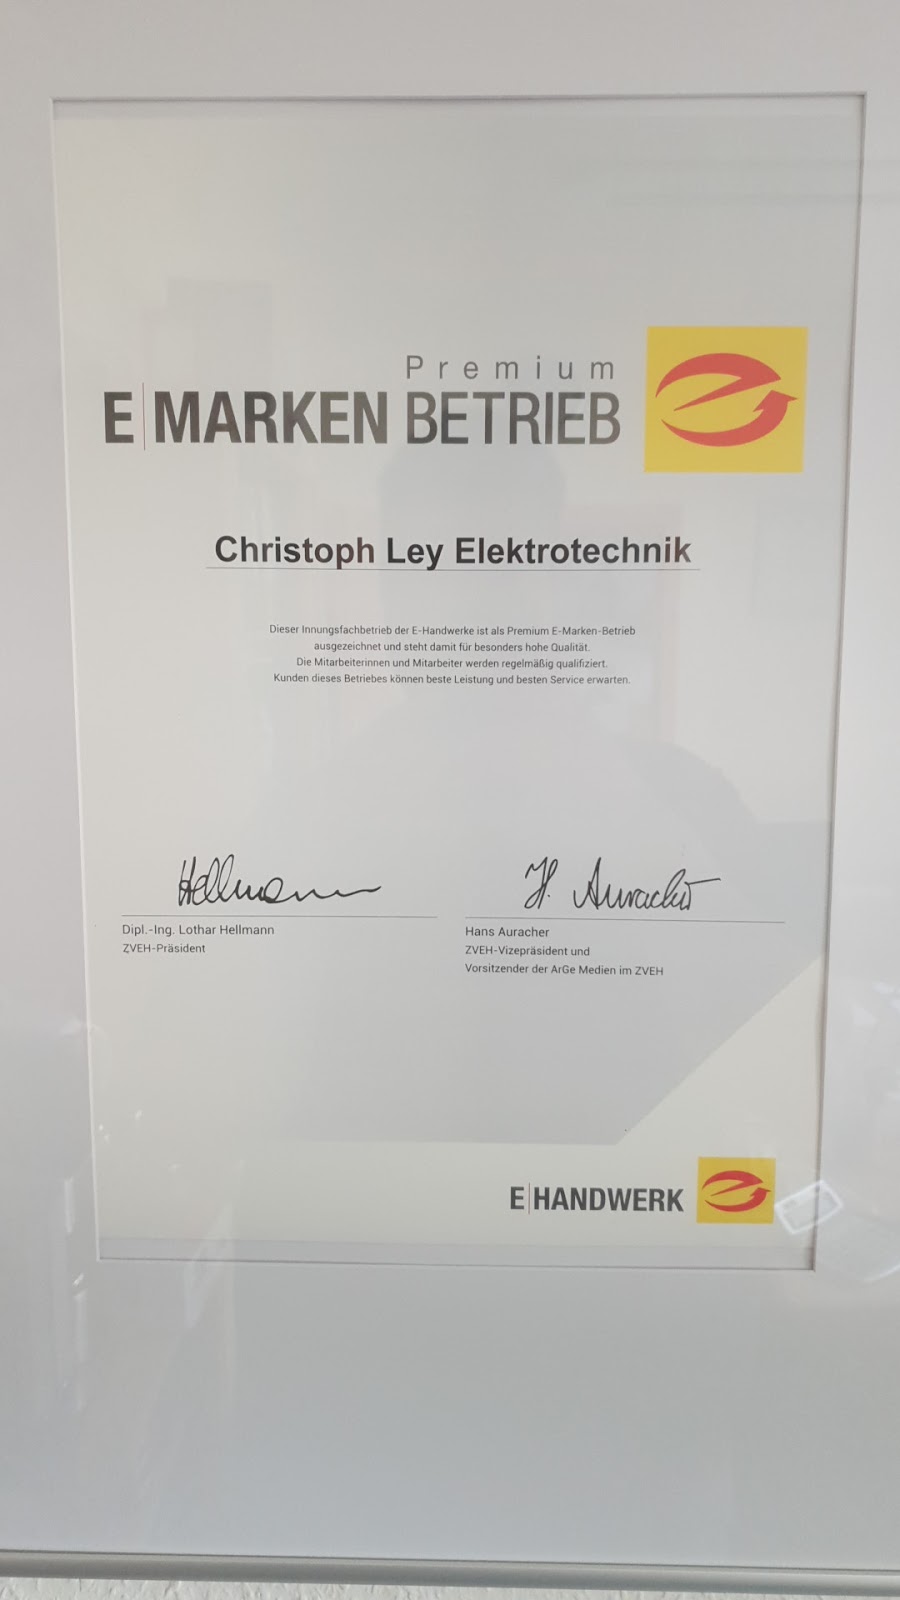 Premium
E|MARKEN BETRIEB
Christoph Ley Elektrotechnik
Dieser Innungsfachbetrieb der E-Handwerke ist als Premium E-Marken-Betrieb
ausgezeichnet und steht damit für besonders hohe Qualität.
Die Mitarbeiterinnen und Mitarbeiter werden regelmäßig qualifiziert.
Kunden dieses Betriebes können beste Leistung und besten Service erwarten.
Hellmann
H. Auracher
Dipl.-Ing. Lothar Hellmann
ZVEH-Präsident
Hans Auracher
ZVEH-Vizepräsident und
Vorsitzender der ArGe Medien im ZVEH
E|HANDWERK